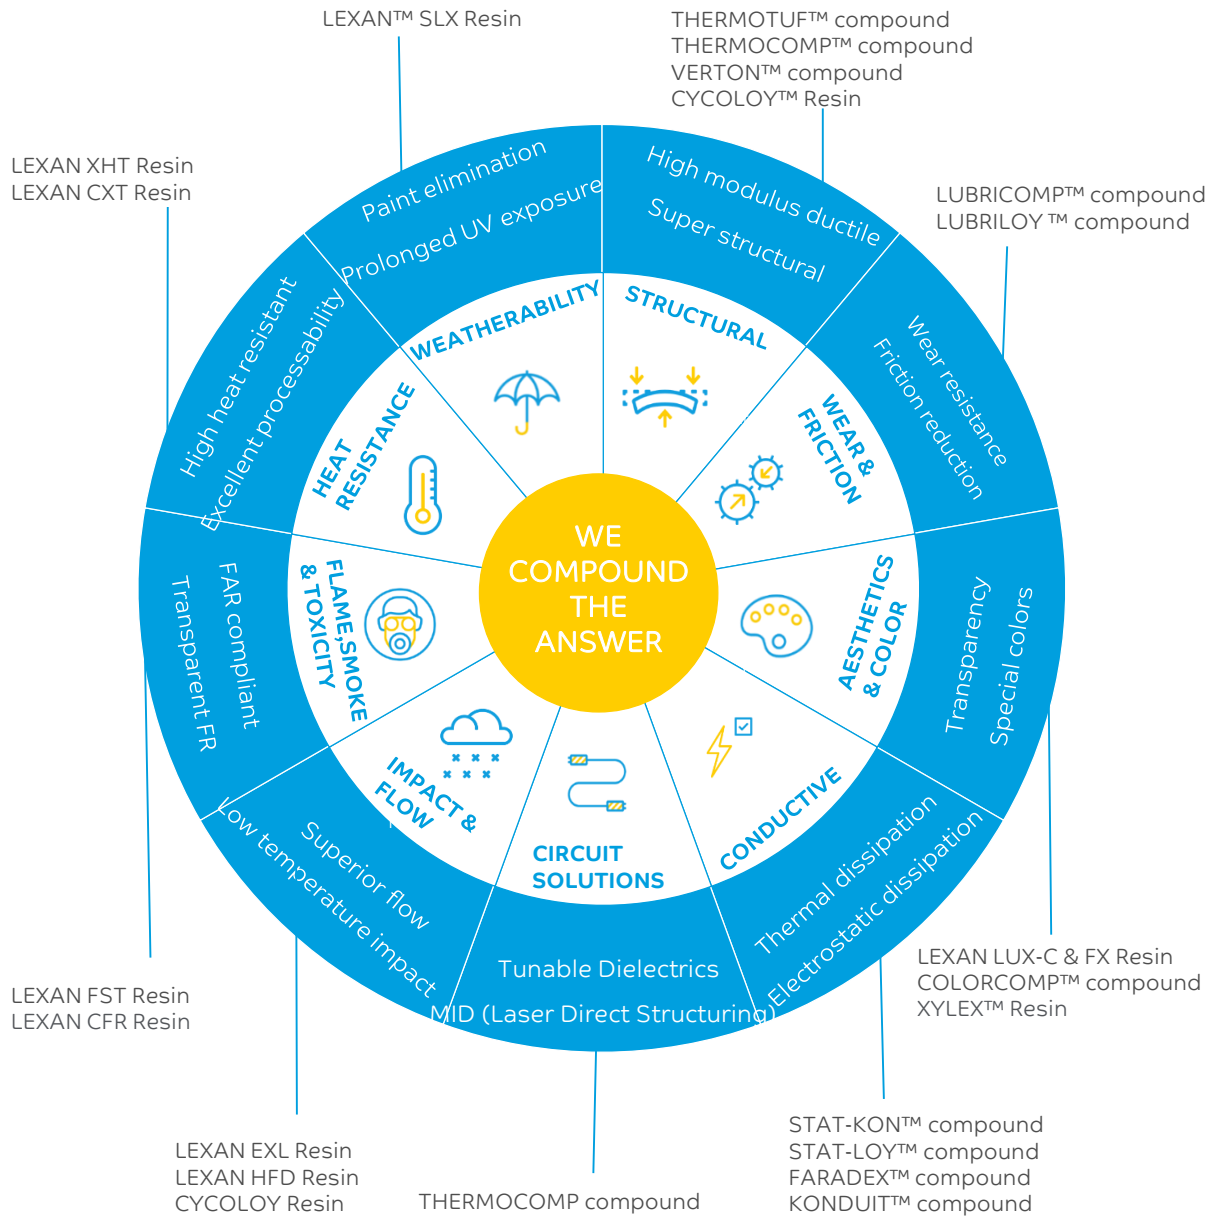 LEXAN™ SLX Resin
THERMOTUF™ compound
THERMOCOMP™ compound
VERTON™ compound
CYCOLOY™ Resin
LEXAN XHT Resin
LEXAN CXT Resin
LUBRICOMP™ compound
LUBRILOY ™ compound
Paint elimination
Prolonged UV exposure
WEATHERABILITY
High modulus ductile
Super structural
STRUCTURAL
Wear resistance
Friction reduction
WEAR &
FRICTION
High heat resistant
Excellent processability
HEAT
RESISTANCE
WE
COMPOUND
THE
ANSWER
Transparency
Special colors
AESTHETICS
& COLOR
FAR compliant
Transparent FR
FLAME,SMOKE
& TOXICITY
Superior flow
Low temperature impact
IMPACT &
FLOW
CIRCUIT
SOLUTIONS
Tunable Dielectrics
MID (Laser Direct Structuring)
CONDUCTIVE
Thermal dissipation
Electrostatic dissipation
LEXAN LUX-C & FX Resin
COLORCOMP™ compound
XYLEX™ Resin
LEXAN FST Resin
LEXAN CFR Resin
LEXAN EXL Resin
LEXAN HFD Resin
CYCOLOY Resin
THERMOCOMP compound
STAT-KON™ compound
STAT-LOY™ compound
FARADEX™ compound
KONDUIT™ compound